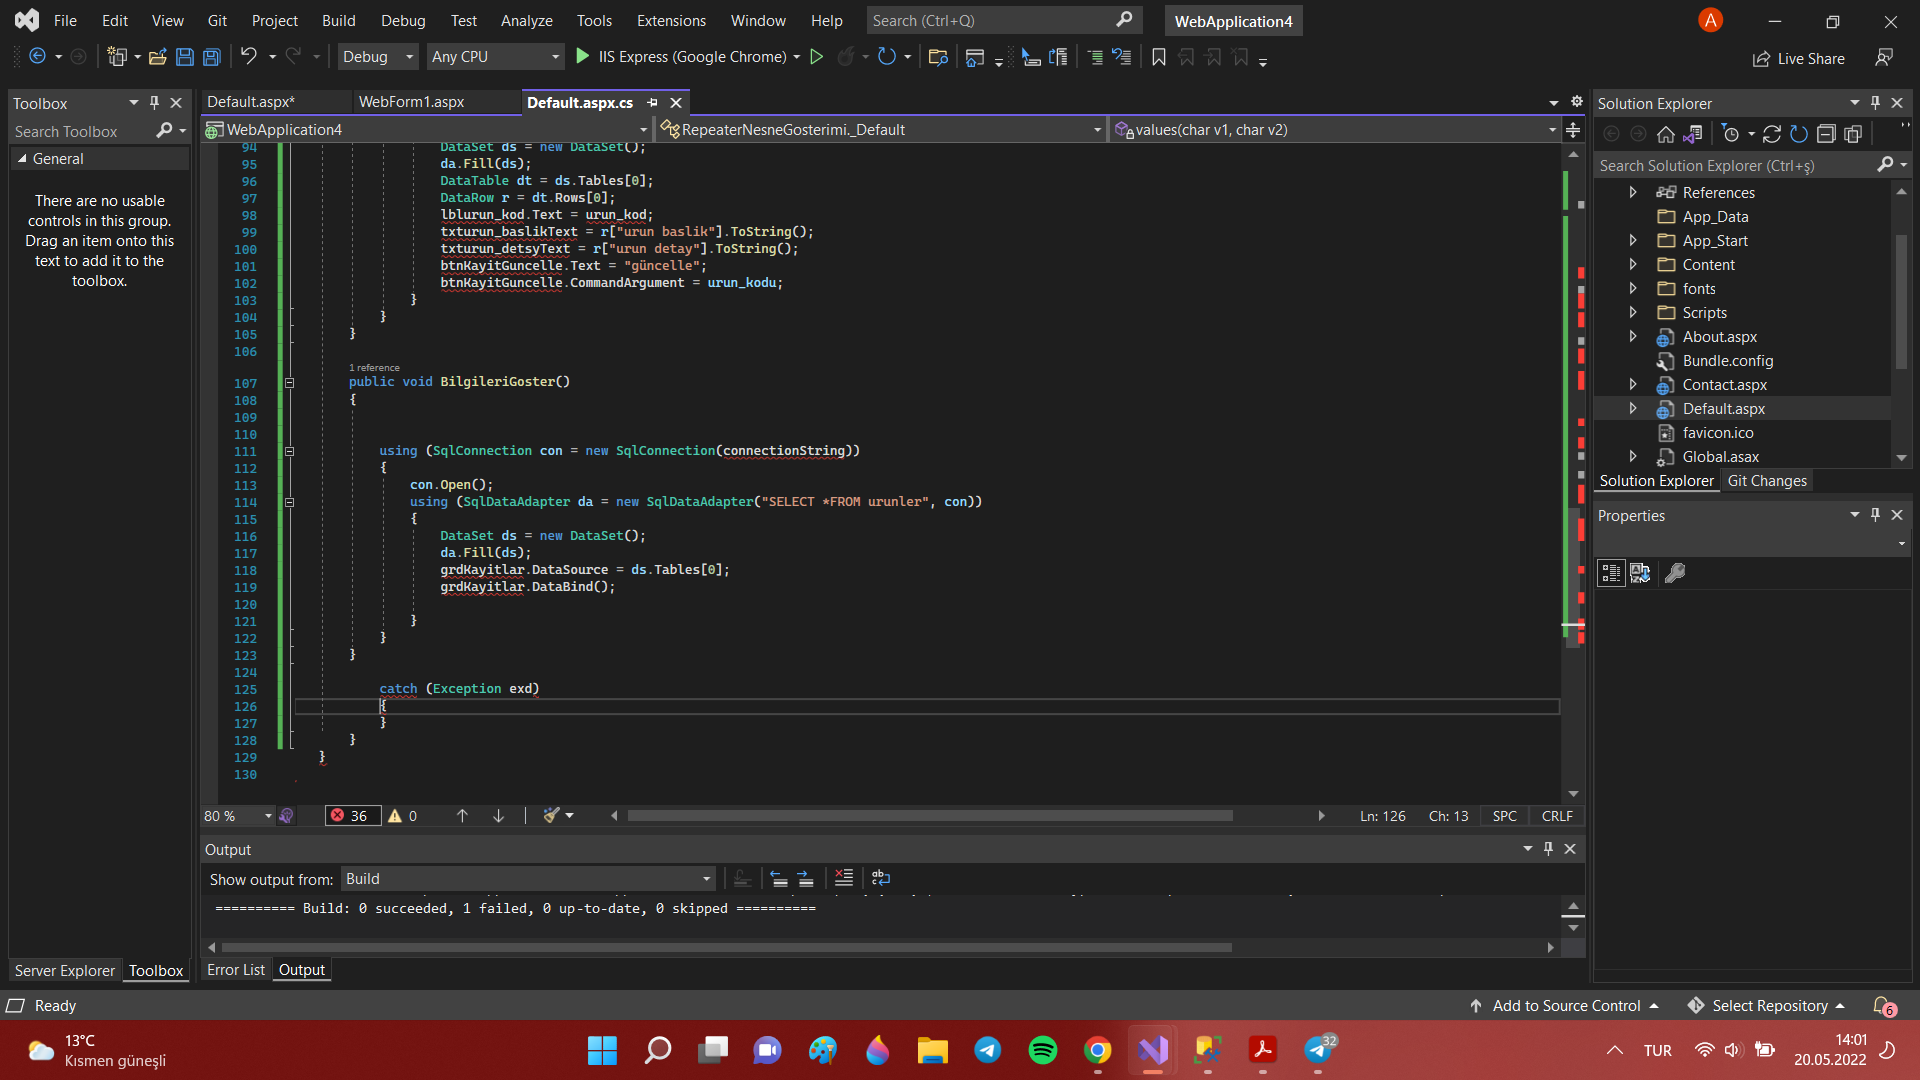 File Edit View Git Project Build Debug Test Analyze Tools Extensions Window Help Search (Ctrl+Q) WebApplication4 A
Debug Any CPU IIS Express (Google Chrome) Live Share
Toolbox
Search Toolbox
General
There are no usable
controls in this group.
Drag an item onto this
text to add it to the
toolbox.
Server Explorer Toolbox
Default.aspx* WebForm1.aspx Default.aspx.cs
WebApplication4 RepeaterNesneGosterimi._Default values(char v1, char v2)
94 DataSet ds = new DataSet();
95 da.Fill(ds);
96 DataTable dt = ds.Tables[0];
97 DataRow r = dt.Rows[0];
98 lblurun_kod.Text = urun_kod;
99 txturun_baslikText = r["urun baslik"].ToString();
100 txturun_detsyText = r["urun detay"].ToString();
101 btnKayitGuncelle.Text = "güncelle";
102 btnKayitGuncelle.CommandArgument = urun_kodu;
103 }
104 }
105 }
106
1 reference
107 public void BilgileriGoster()
108 {
109
110
111 using (SqlConnection con = new SqlConnection(connectionString))
112 {
113 con.Open();
114 using (SqlDataAdapter da = new SqlDataAdapter("SELECT *FROM urunler", con))
115 {
116 DataSet ds = new DataSet();
117 da.Fill(ds);
118 grdKayitlar.DataSource = ds.Tables[0];
119 grdKayitlar.DataBind();
120
121 }
122 }
123 }
124
125 catch (Exception exd)
126 {
127 }
128 }
129 }
130
80 % 36 0 Ln: 126 Ch: 13 SPC CRLF
Output
Show output from: Build
========== Build: 0 succeeded, 1 failed, 0 up-to-date, 0 skipped ==========
Error List Output
Solution Explorer
Search Solution Explorer (Ctrl+ş)
References
App_Data
App_Start
Content
fonts
Scripts
About.aspx
Bundle.config
Contact.aspx
Default.aspx
favicon.ico
Global.asax
Solution Explorer Git Changes
Properties
Ready Add to Source Control Select Repository 6
13°C
Kısmen güneşli
32
TUR
14:01
20.05.2022